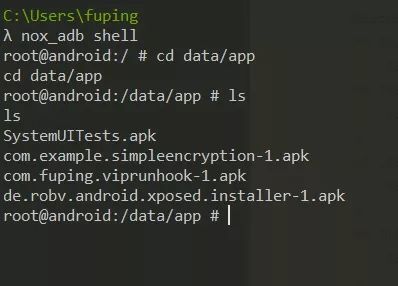 C:\Users\fuping
λ nox_adb shell
root@android:/ # cd data/app
cd data/app
root@android:/data/app # ls
ls
SystemUITests.apk
com.example.simpleencryption-1.apk
com.fuping.viprunhook-1.apk
de.robv.android.xposed.installer-1.apk
root@android:/data/app #